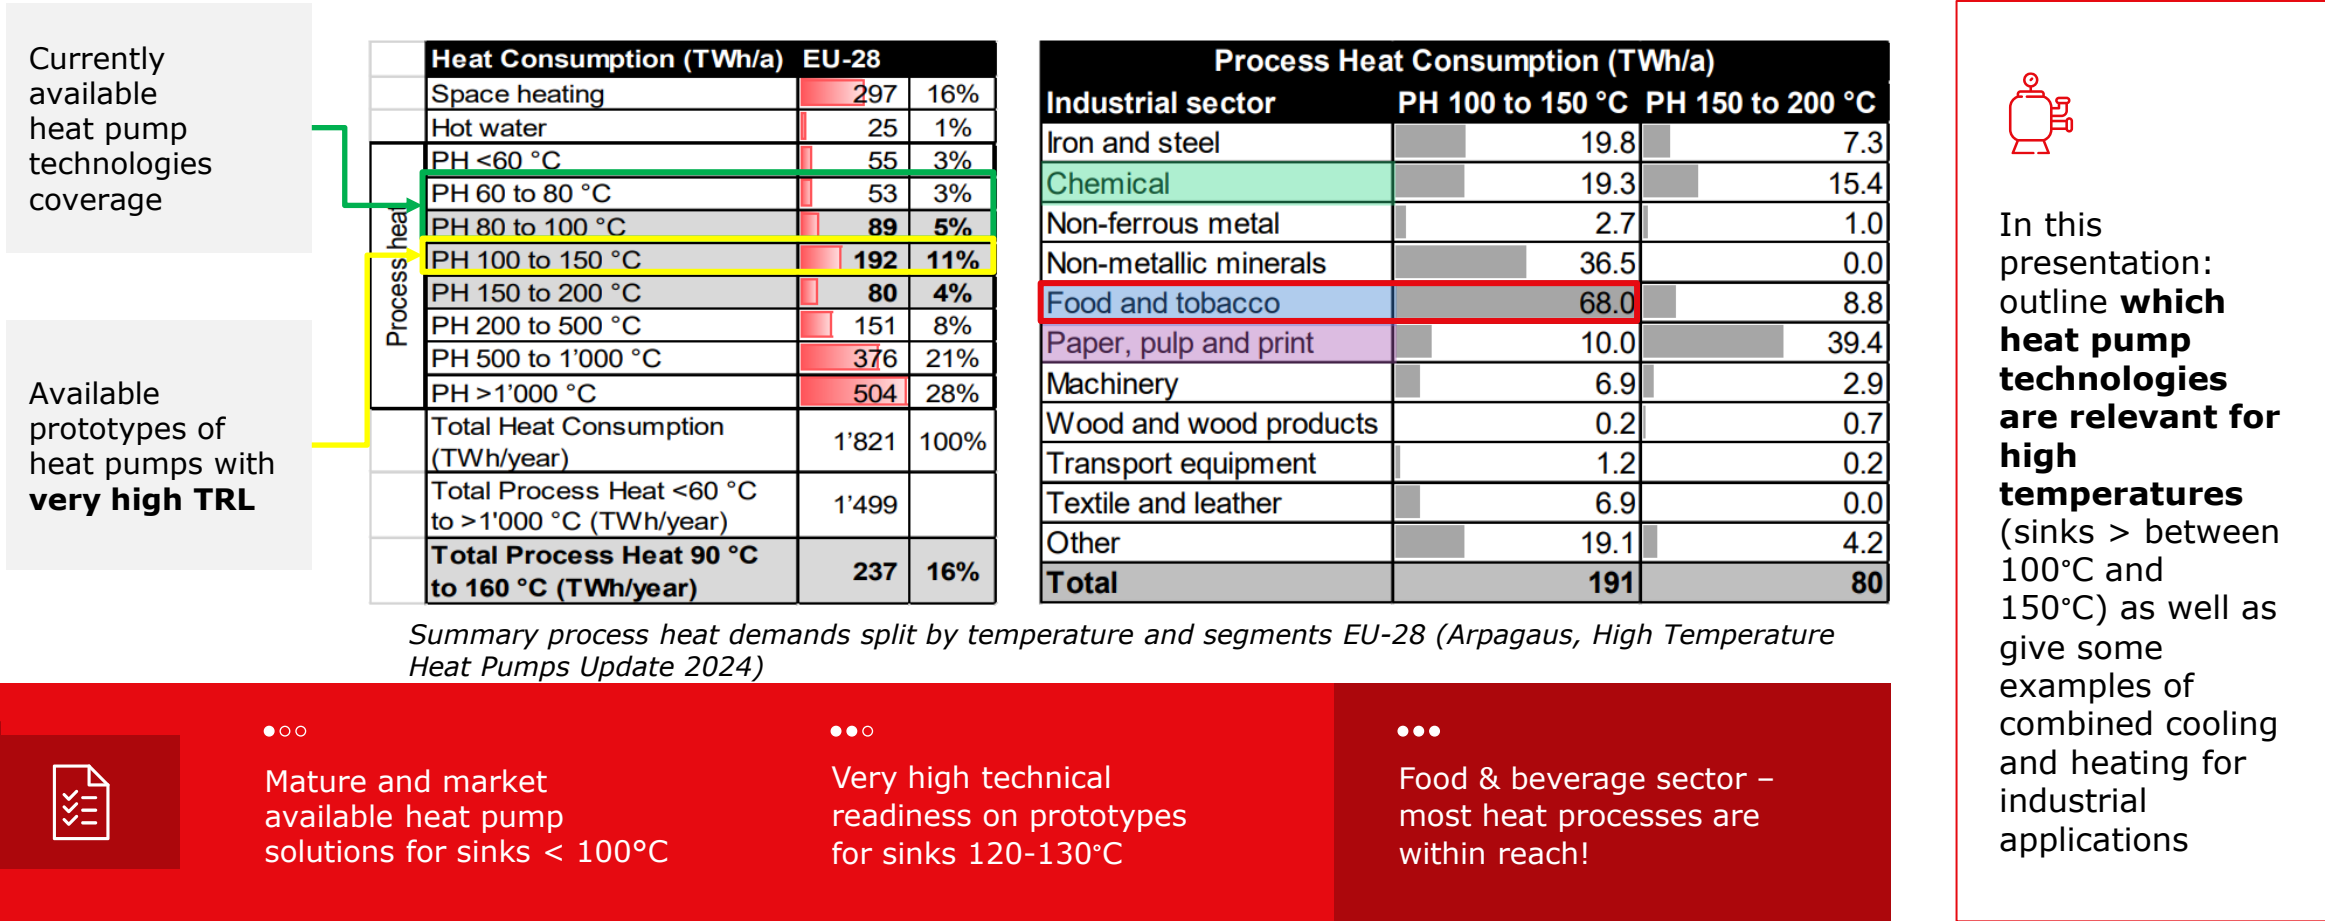 Currently
available
heat pump
technologies
coverage
Available
prototypes of
heat pumps with
very high TRL
Heat Consumption (TWh/a) EU-28
Space heating 297 16%
Hot water 25 1%
Process heat
PH <60 °C 55 3%
PH 60 to 80 °C 53 3%
PH 80 to 100 °C 89 5%
PH 100 to 150 °C 192 11%
PH 150 to 200 °C 80 4%
PH 200 to 500 °C 151 8%
PH 500 to 1'000 °C 376 21%
PH >1'000 °C 504 28%
Total Heat Consumption
(TWh/year) 1'821 100%
Total Process Heat <60 °C
to >1'000 °C (TWh/year) 1'499
Total Process Heat 90 °C
to 160 °C (TWh/year) 237 16%
Process Heat Consumption (TWh/a)
Industrial sector PH 100 to 150 °C PH 150 to 200 °C
Iron and steel 19.8 7.3
Chemical 19.3 15.4
Non-ferrous metal 2.7 1.0
Non-metallic minerals 36.5 0.0
Food and tobacco 68.0 8.8
Paper, pulp and print 10.0 39.4
Machinery 6.9 2.9
Wood and wood products 0.2 0.7
Transport equipment 1.2 0.2
Textile and leather 6.9 0.0
Other 19.1 4.2
Total 191 80
Summary process heat demands split by temperature and segments EU-28 (Arpagaus, High Temperature
Heat Pumps Update 2024)
Mature and market
available heat pump
solutions for sinks < 100°C
Very high technical
readiness on prototypes
for sinks 120-130°C
Food & beverage sector –
most heat processes are
within reach!
In this
presentation:
outline which
heat pump
technologies
are relevant for
high
temperatures
(sinks > between
100°C and
150°C) as well as
give some
examples of
combined cooling
and heating for
industrial
applications